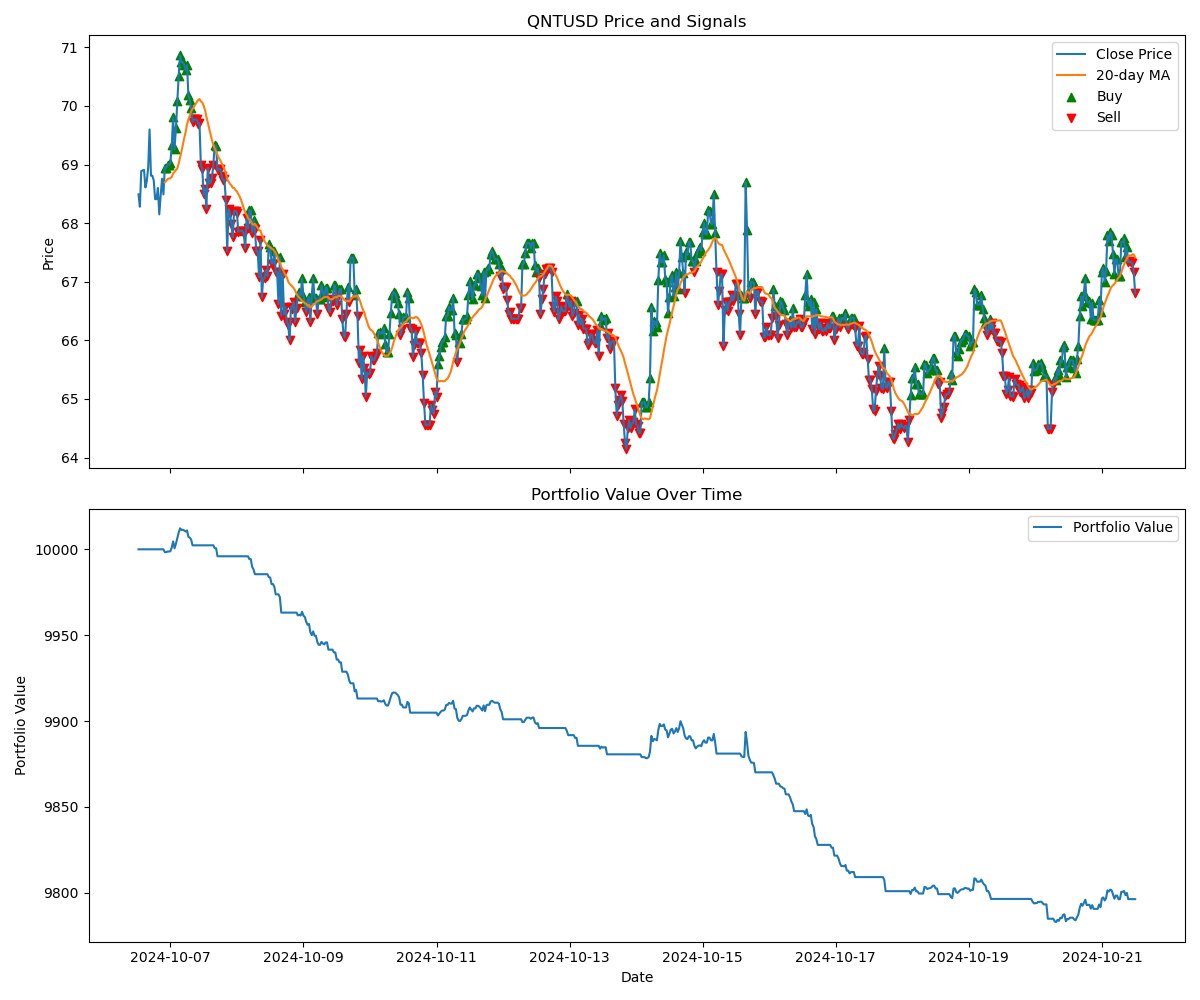 QNTUSD Price and Signals
Price
71
70
69
68
67
66
65
64
Close Price
20-day MA
Buy
Sell
Portfolio Value Over Time
Portfolio Value
10000
9950
9900
9850
9800
Portfolio Value
2024-10-07
2024-10-09
2024-10-11
2024-10-13
2024-10-15
2024-10-17
2024-10-19
2024-10-21
Date